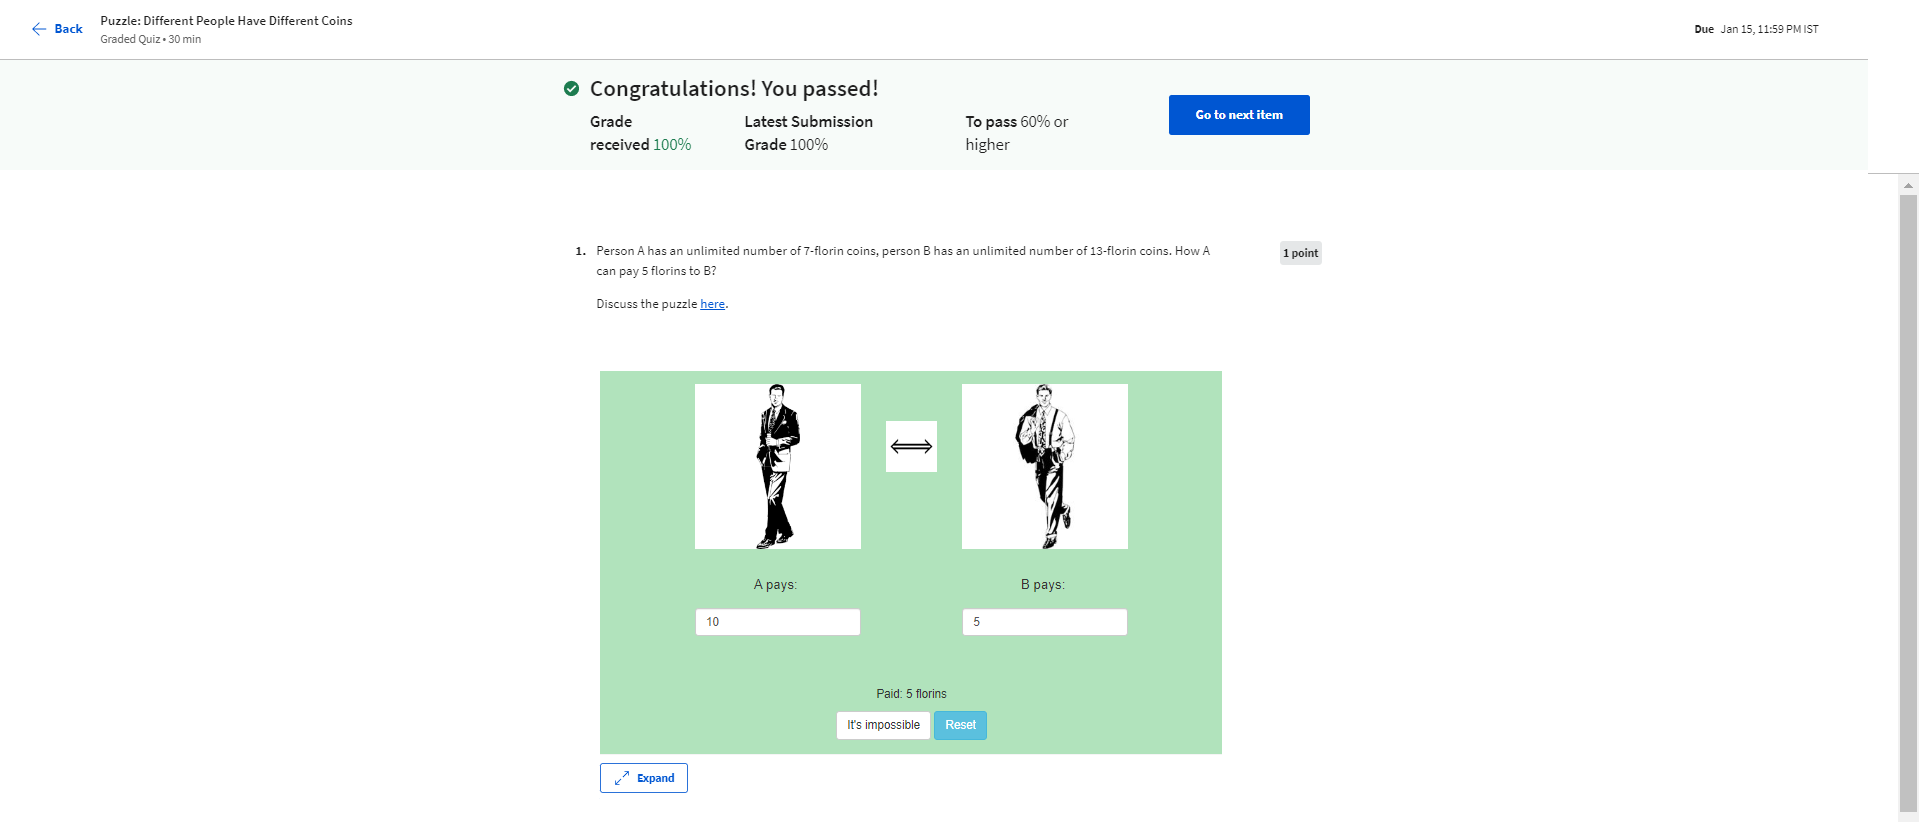 Back
Puzzle: Different People Have Different Coins
Graded Quiz • 30 min
Due Jan 15, 11:59 PM IST
Congratulations! You passed!
Grade received 100%
Latest Submission Grade 100%
To pass 60% or higher
Go to next item
1. Person A has an unlimited number of 7-florin coins, person B has an unlimited number of 13-florin coins. How A
can pay 5 florins to B?
1 point
Discuss the puzzle here.
A pays:
B pays:
10
5
Paid: 5 florins
It's impossible
Reset
Expand